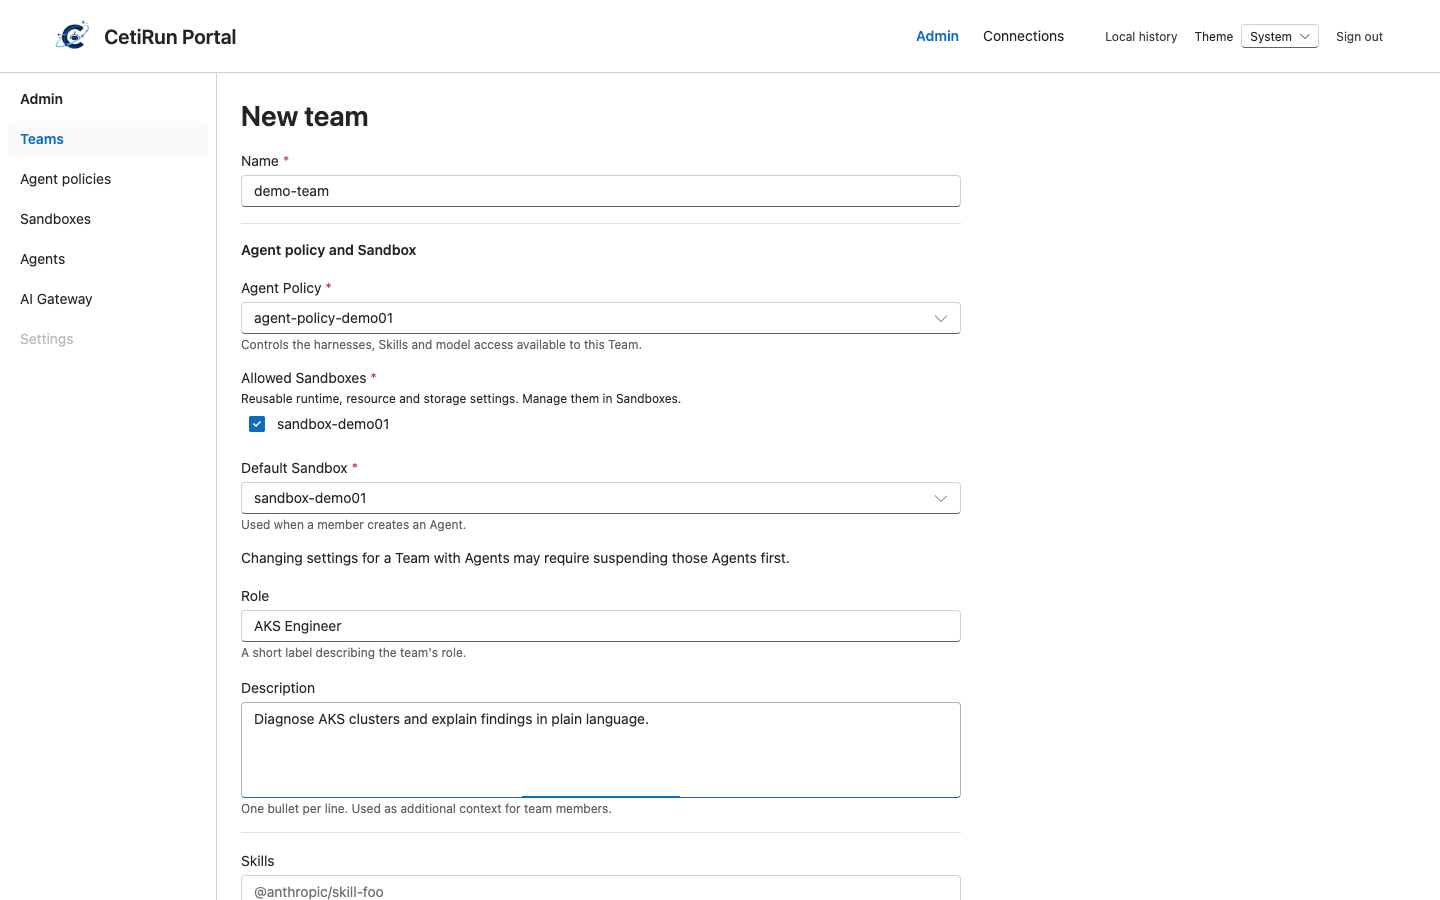 CetiRun Portal
Admin
Connections
Local history
Theme
System
Sign out
Admin
Teams
Agent policies
Sandboxes
Agents
AI Gateway
Settings
New team
Name *
demo-team
Agent policy and Sandbox
Agent Policy *
agent-policy-demo01
Controls the harnesses, Skills and model access available to this Team.
Allowed Sandboxes *
Reusable runtime, resource and storage settings. Manage them in Sandboxes.
sandbox-demo01
Default Sandbox *
sandbox-demo01
Used when a member creates an Agent.
Changing settings for a Team with Agents may require suspending those Agents first.
Role
AKS Engineer
A short label describing the team's role.
Description
Diagnose AKS clusters and explain findings in plain language.
One bullet per line. Used as additional context for team members.
Skills
@anthropic/skill-foo